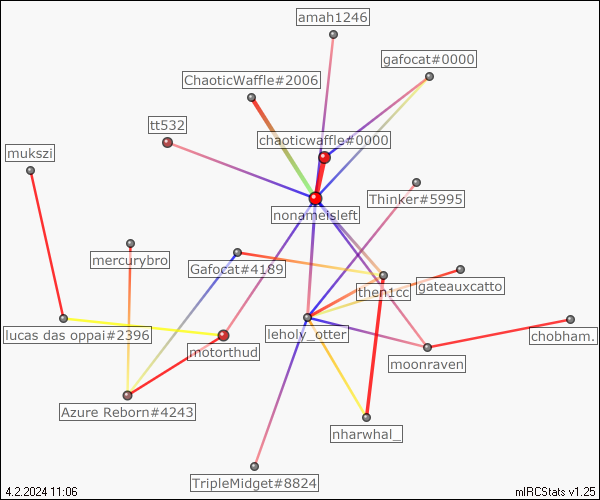 amah1246
gafocat#0000
ChaoticWaffle#2006
tt532
chaoticwaffle#0000
mukszi
Thinker#5995
nonameisleft
mercurybro
Gafocat#4189
then1cc
gateauxcatto
lucas das oppai#2396
leholy_otter
chobham.
motorthud
moonraven
Azure Reborn#4243
nharwhal_
TripleMidget#8824
4.2.2024 11:06
mIRCStats v1.25